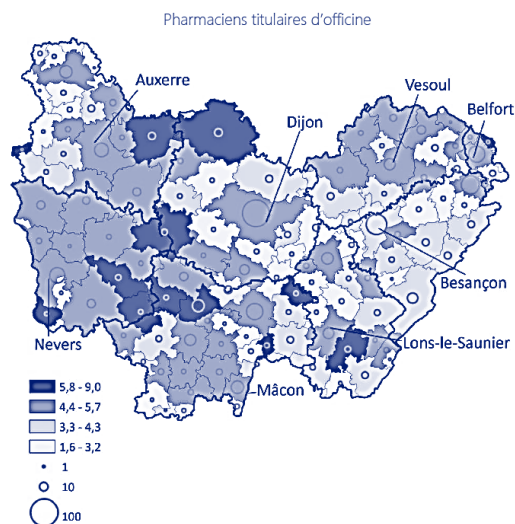 Pharmaciens titulaires d'officine
Auxerre
Vesoul
Belfort
Dijon
Besançon
Nevers
Lons-le-Saunier
Mâcon
5,8 - 9,0
4,4 - 5,7
3,3 - 4,3
1,6 - 3,2
1
10
100